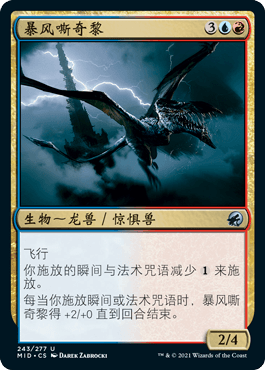 暴风嘶奇黎 3
生物～龙兽／惊惧兽
飞行
你施放的瞬间与法术咒语减少 1 来施
放。
每当你施放瞬间或法术咒语时，暴风嘶
奇黎得 +2/+0 直到回合结束。
2/4
243/277 U
MID • CS DAREK ZABROCKI
™ & © 2021 Wizards of the Coast